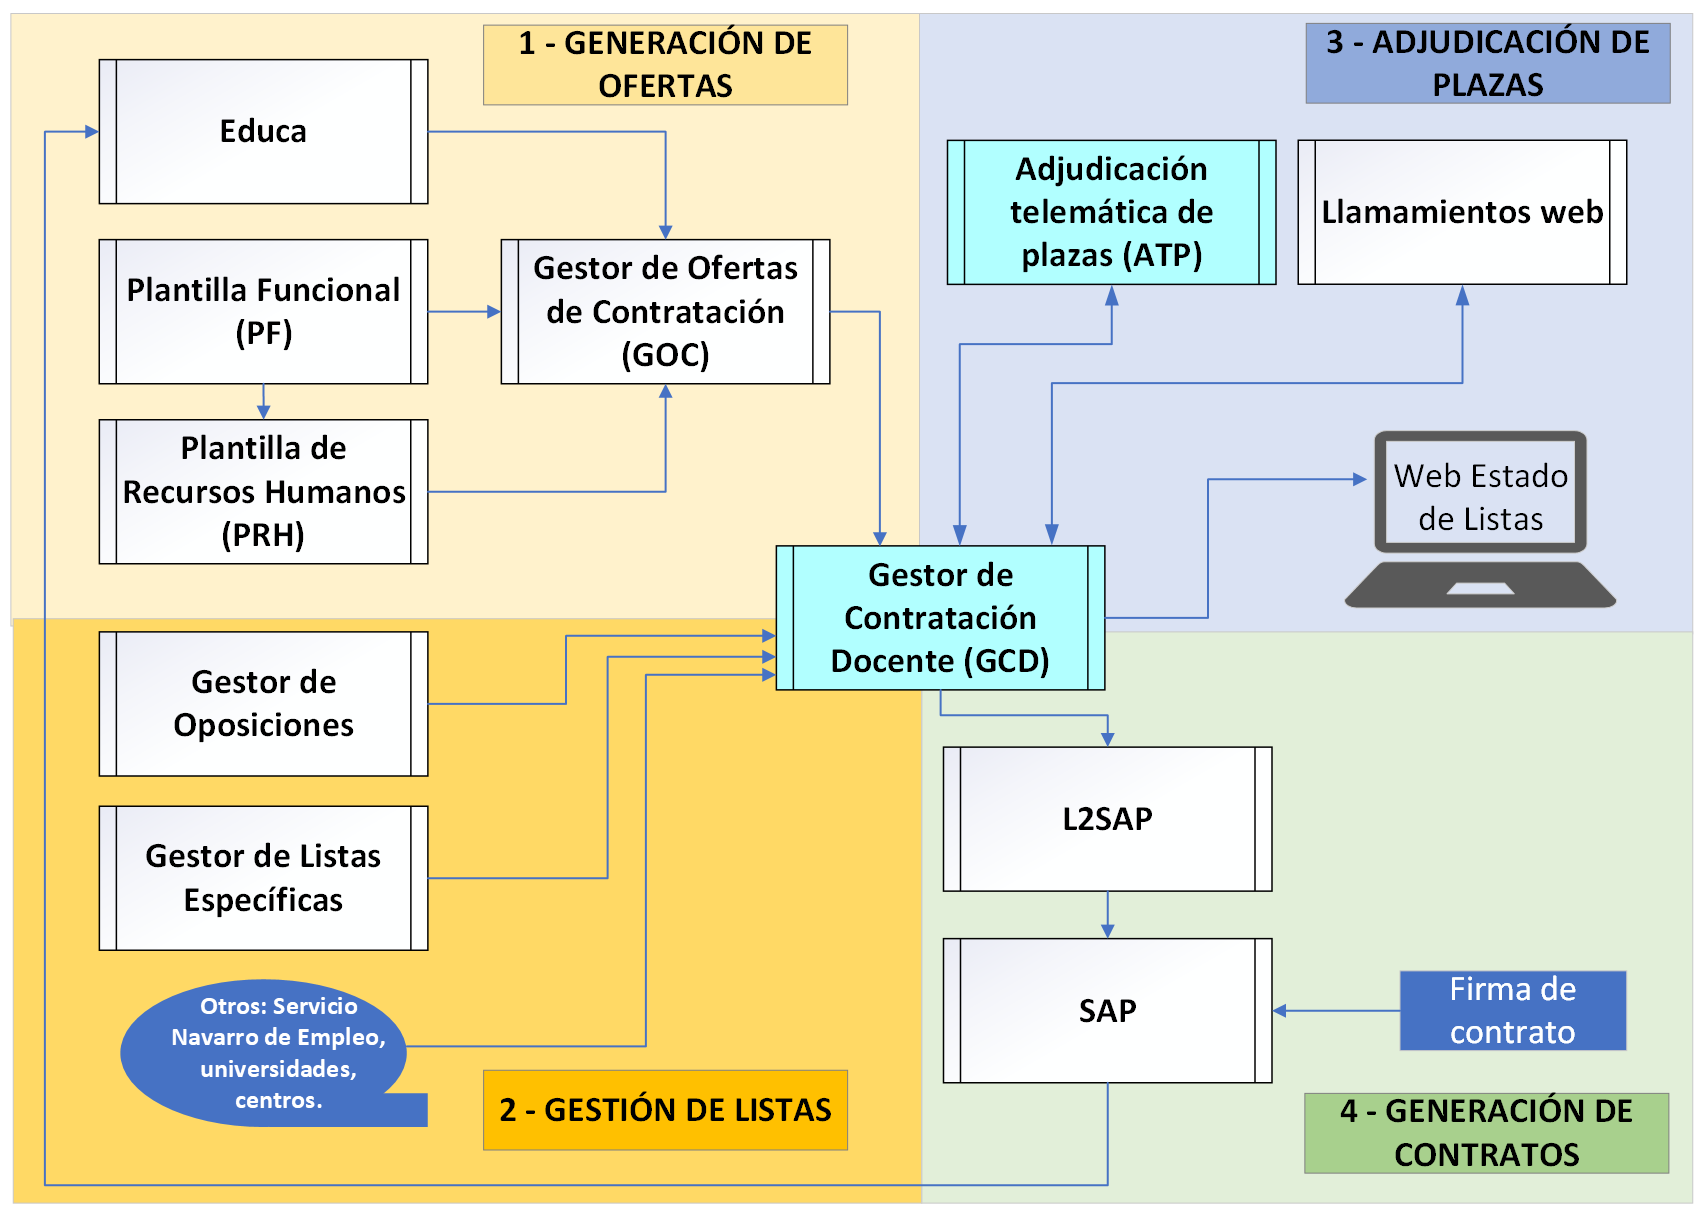 1 - GENERACIÓN DE
OFERTAS
Educa
Plantilla Funcional
(PF)
Gestor de Ofertas
de Contratación
(GOC)
Plantilla de
Recursos Humanos
(PRH)
3 - ADJUDICACIÓN DE
PLAZAS
Adjudicación
telemática de
plazas (ATP)
Llamamientos web
Web Estado
de Listas
Gestor de
Contratación
Docente (GCD)
Gestor de
Oposiciones
Gestor de Listas
Específicas
Otros: Servicio
Navarro de Empleo,
universidades,
centros.
2 - GESTIÓN DE LISTAS
L2SAP
SAP
Firma de
contrato
4 - GENERACIÓN DE
CONTRATOS